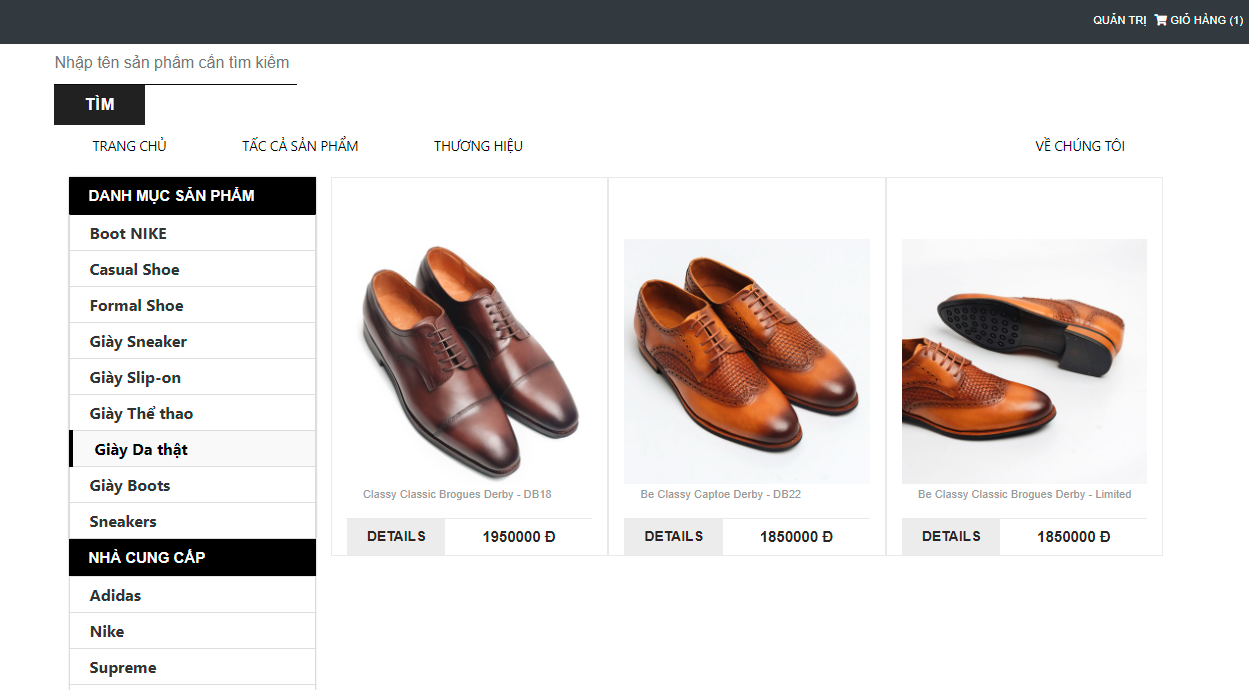 QUẢN TRỊ GIỎ HÀNG (1)
Nhập tên sản phẩm cần tìm kiếm
TÌM
TRANG CHỦ TẤC CẢ SẢN PHẨM THƯƠNG HIỆU VỀ CHÚNG TÔI
DANH MỤC SẢN PHẨM
Boot NIKE
Casual Shoe
Formal Shoe
Giày Sneaker
Giày Slip-on
Giày Thể thao
Giày Da thật
Giày Boots
Sneakers
NHÀ CUNG CẤP
Adidas
Nike
Supreme
Classy Classic Brogues Derby - DB18
DETAILS 1950000 Đ
Be Classy Captoe Derby - DB22
DETAILS 1850000 Đ
Be Classy Classic Brogues Derby - Limited
DETAILS 1850000 Đ